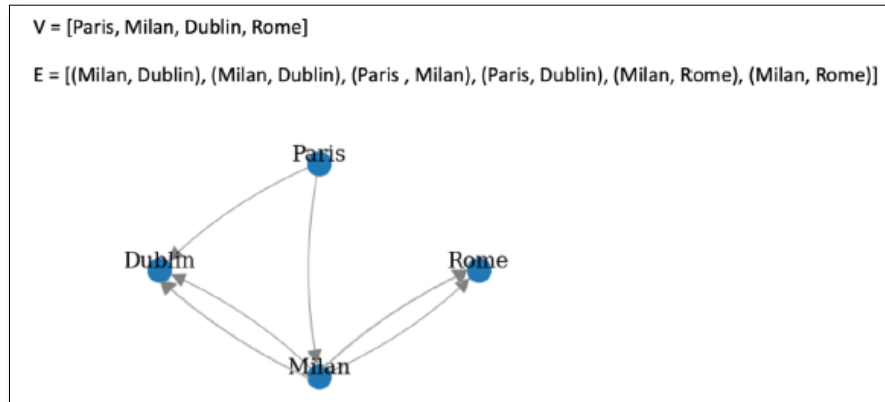 V = [Paris, Milan, Dublin, Rome]
E = [(Milan, Dublin), (Milan, Dublin), (Paris , Milan), (Paris, Dublin), (Milan, Rome), (Milan, Rome)]
Paris
Dublin
Rome
Milan